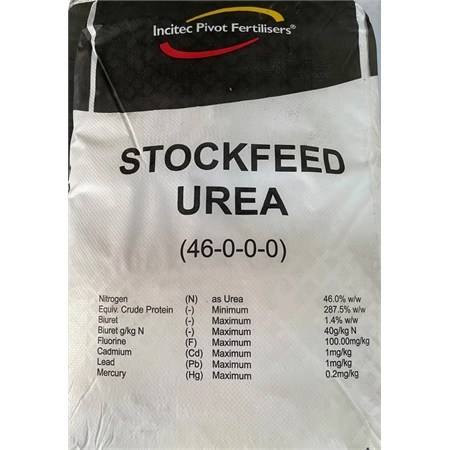 Incitec Pivot Fertilisers®
STOCKFEED
UREA
(46-0-0-0)
Nitrogen (N) as Urea 46.0% w/w
Equiv. Crude Protein (-) Minimum 287.5% w/w
Biuret (-) Maximum 1.4% w/w
Biuret g/kg N (-) Maximum 40g/kg N
Fluorine (F) Maximum 100.00mg/kg
Cadmium (Cd) Maximum 1mg/kg
Lead (Pb) Maximum 1mg/kg
Mercury (Hg) Maximum 0.2mg/kg